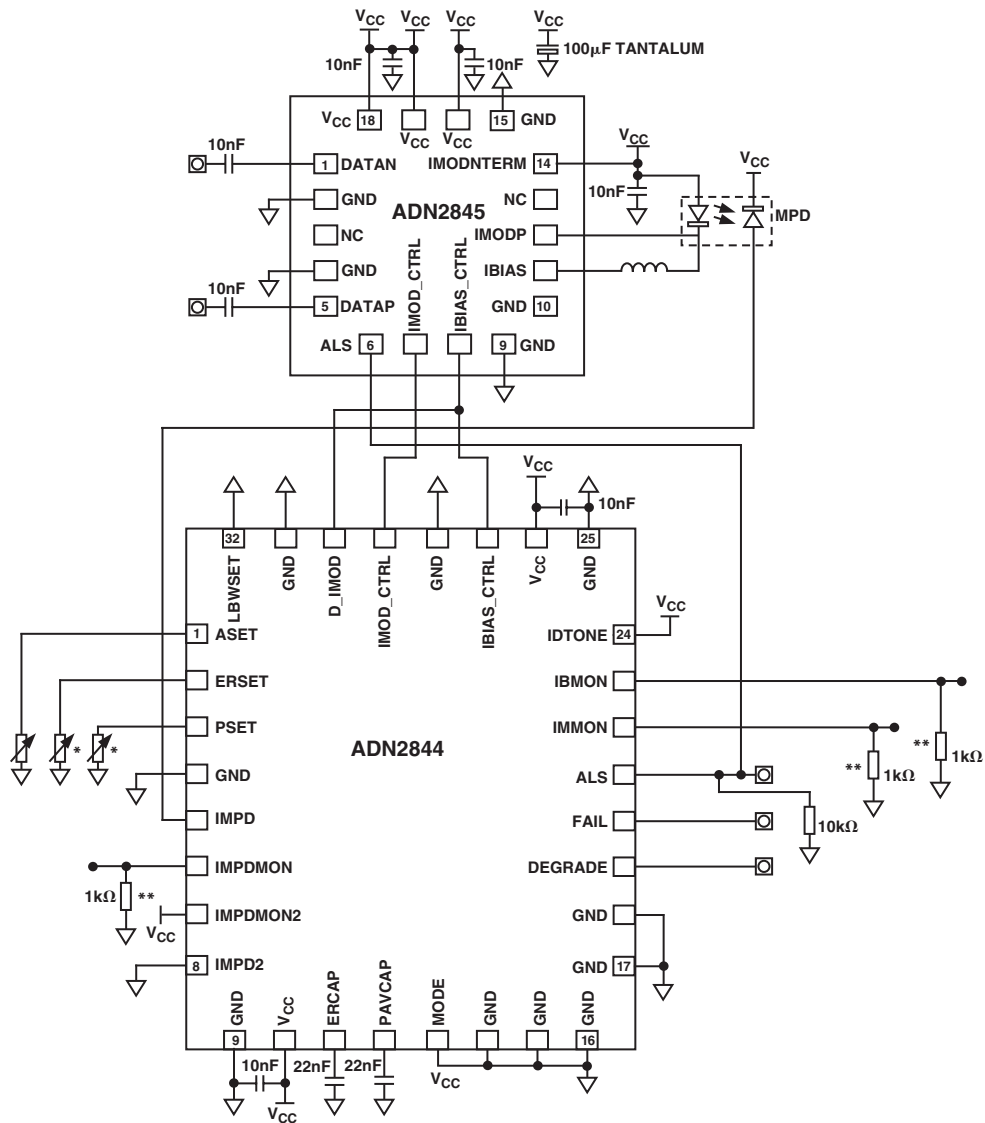 VCC VCC VCC VCC
100μF TANTALUM
10nF 10nF
VCC 18 VCC VCC 15 GND
10nF 1 DATAN IMODNTERM 14 VCC VCC
GND ADN2845 NC 10nF MPD
NC IMODP
GND IMOD_CTRL IBIAS_CTRL IBIAS
10nF 5 DATAP GND 10
ALS 6 9 GND
VCC 10nF
32 25
LBWSET GND D_IMOD IMOD_CTRL GND IBIAS_CTRL VCC GND
VCC
1 ASET IDTONE 24
ERSET IBMON
PSET IMMON
* * ADN2844 ** 1kΩ ** 1kΩ
GND ALS
IMPD FAIL 10kΩ
IMPDMON DEGRADE
1kΩ **
VCC IMPDMON2 GND
8 IMPD2 GND 17
GND VCC ERCAP PAVCAP MODE GND GND GND
9 16
10nF 22nF 22nF VCC
VCC